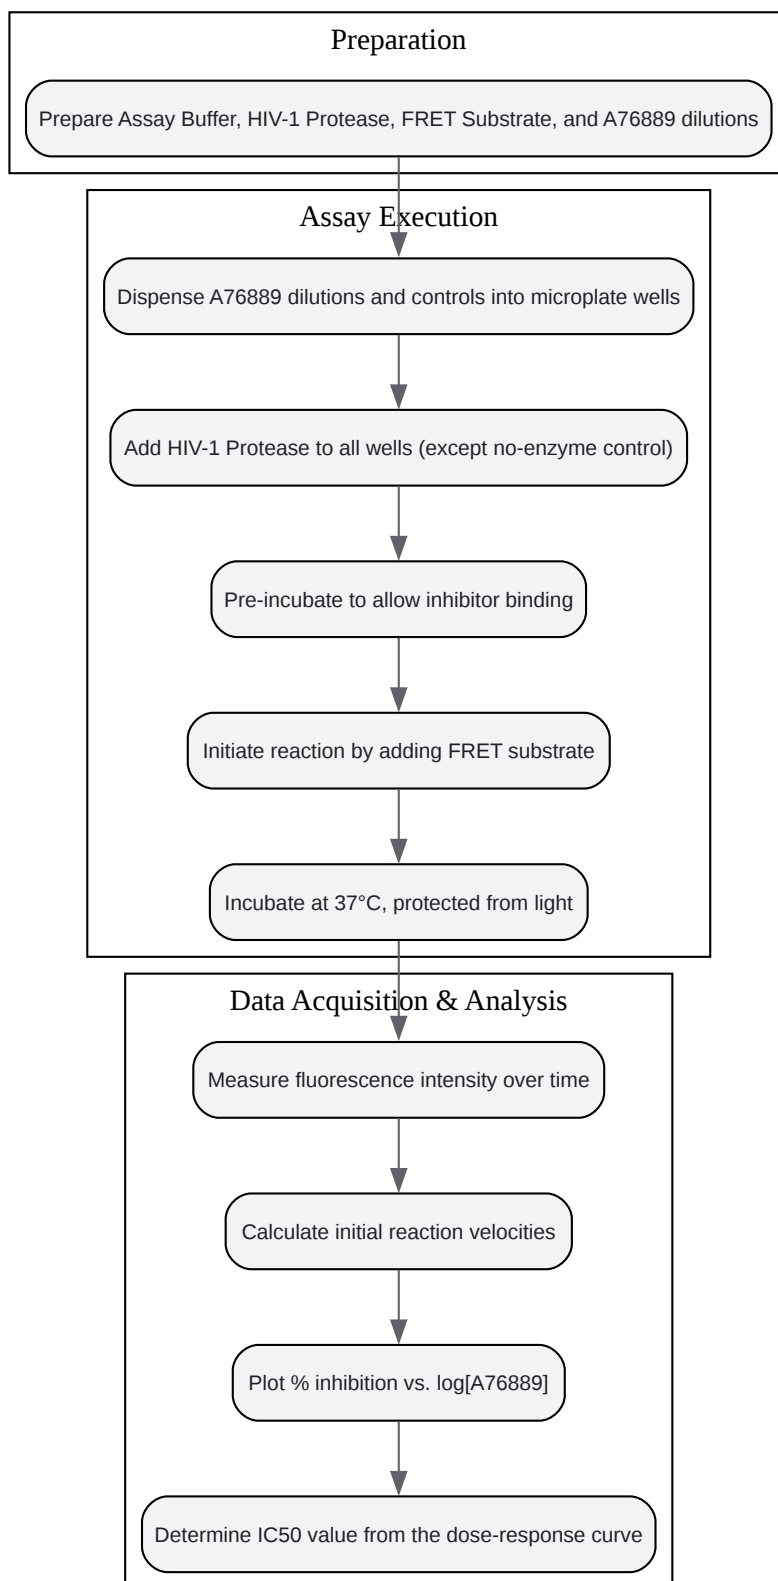 Preparation
Prepare Assay Buffer, HIV-1 Protease, FRET Substrate, and A76889 dilutions
Assay Execution
Dispense A76889 dilutions and controls into microplate wells
Add HIV-1 Protease to all wells (except no-enzyme control)
Pre-incubate to allow inhibitor binding
Initiate reaction by adding FRET substrate
Incubate at 37°C, protected from light
Data Acquisition & Analysis
Measure fluorescence intensity over time
Calculate initial reaction velocities
Plot % inhibition vs. log[A76889]
Determine IC50 value from the dose-response curve